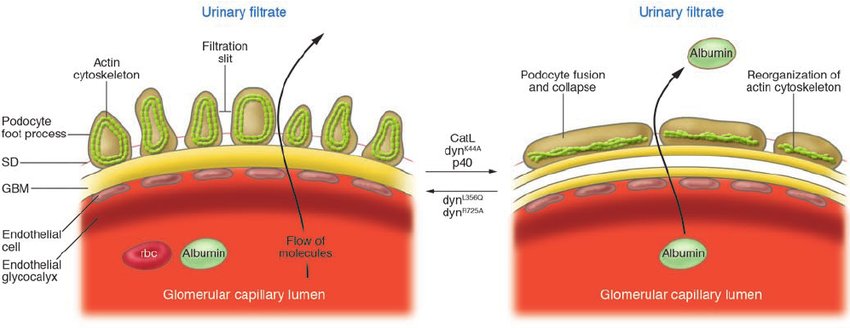 Urinary filtrate
Actin
cytoskeleton
Filtration
slit
Podocyte
foot process
SD
GBM
Endothelial
cell
Endothelial
glycocalyx
rbc
Albumin
Flow of
molecules
Glomerular capillary lumen
CatL
dynK44A
p40
dynL356Q
dynR725A
Urinary filtrate
Albumin
Podocyte fusion
and collapse
Reorganization of
actin cytoskeleton
Albumin
Glomerular capillary lumen